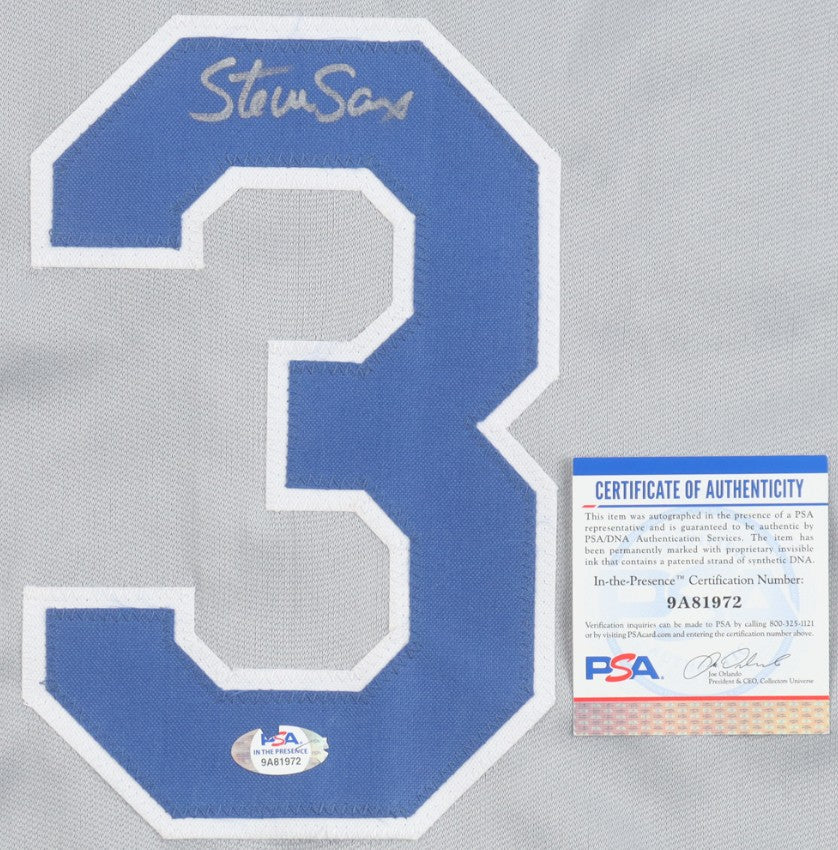 Steve Sax
3
CERTIFICATE OF AUTHENTICITY
This item was autographed in the presence of a PSA
representative and is guaranteed to be authentic by
PSA/DNA Authentication Services. The item has
been permanently marked with proprietary invisible
ink that contains a patented strand of synthetic DNA.
In-the-Presence™ Certification Number:
9A81972
Verification inquiries can be made to PSA by calling 800-325-1121
or by visiting PSAcard.com and entering the certification number above.
PSA
Joe Orlando
Joe Orlando
President & CEO, Collectors Universe
PSA
IN THE PRESENCE
9A81972